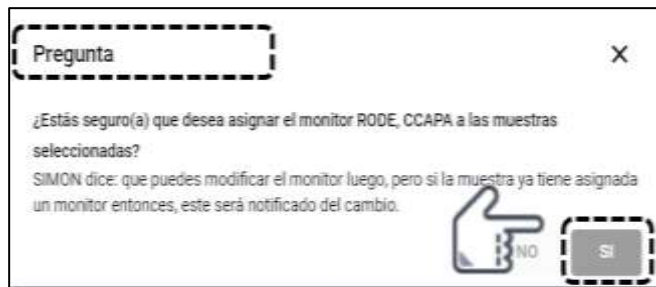 Pregunta
X
¿Estás seguro(a) que desea asignar el monitor RODE, CCAPA a las muestras
seleccionadas?
SIMON dice: que puedes modificar el monitor luego, pero si la muestra ya tiene asignada
un monitor entonces, este será notificado del cambio.
NO
SI